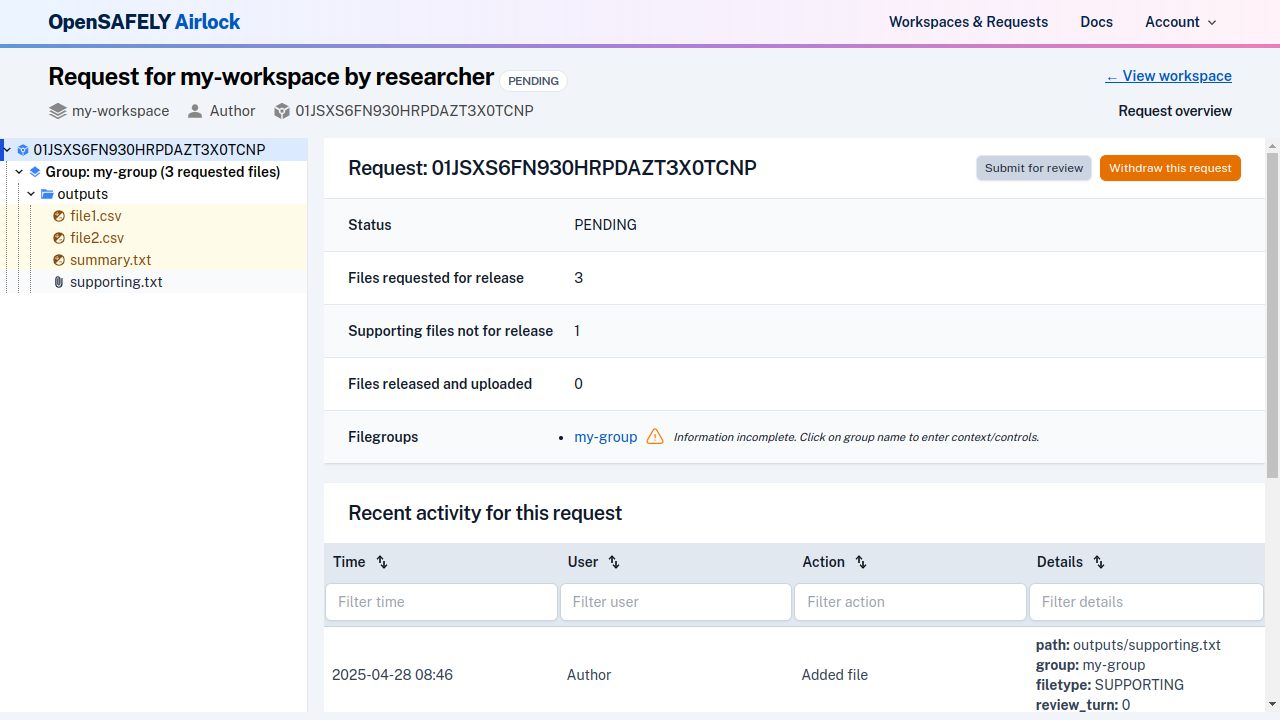 OpenSAFELY Airlock
Workspaces & Requests
Docs
Account
Request for my-workspace by researcher PENDING
← View workspace
my-workspace Author 01JSXS6FN930HRPDAZT3X0TCNP
Request overview
01JSXS6FN930HRPDAZT3X0TCNP
Group: my-group (3 requested files)
outputs
file1.csv
file2.csv
summary.txt
supporting.txt
Request: 01JSXS6FN930HRPDAZT3X0TCNP
Submit for review
Withdraw this request
Status PENDING
Files requested for release 3
Supporting files not for release 1
Files released and uploaded 0
Filegroups • my-group Information incomplete. Click on group name to enter context/controls.
Recent activity for this request
Time User Action Details
Filter time Filter user Filter action Filter details
2025-04-28 08:46 Author Added file
path: outputs/supporting.txt
group: my-group
filetype: SUPPORTING
review_turn: 0